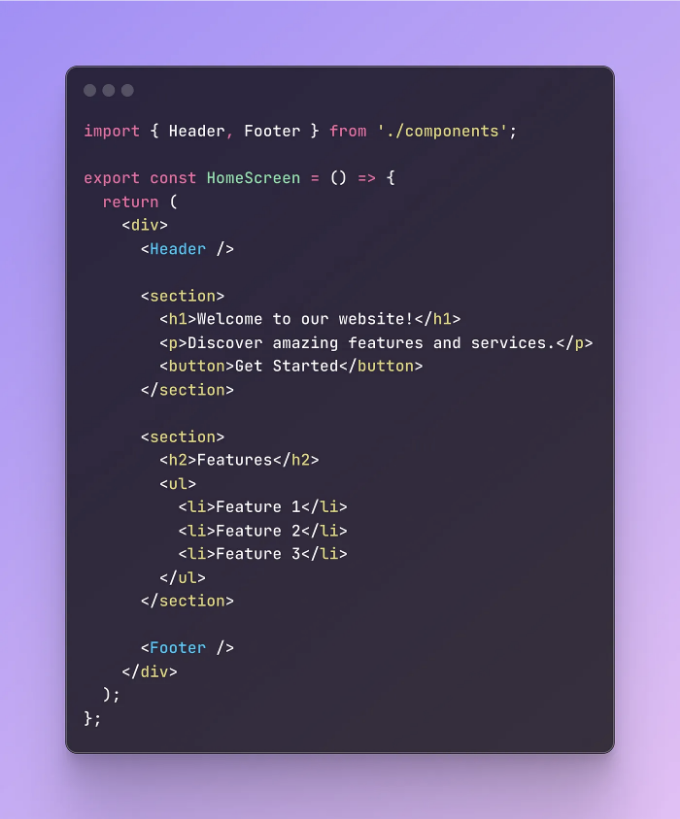 import { Header, Footer } from './components';

export const HomeScreen = () => {
  return (
    <div>
      <Header />

      <section>
        <h1>Welcome to our website!</h1>
        <p>Discover amazing features and services.</p>
        <button>Get Started</button>
      </section>

      <section>
        <h2>Features</h2>
        <ul>
          <li>Feature 1</li>
          <li>Feature 2</li>
          <li>Feature 3</li>
        </ul>
      </section>

      <Footer />
    </div>
  );
};